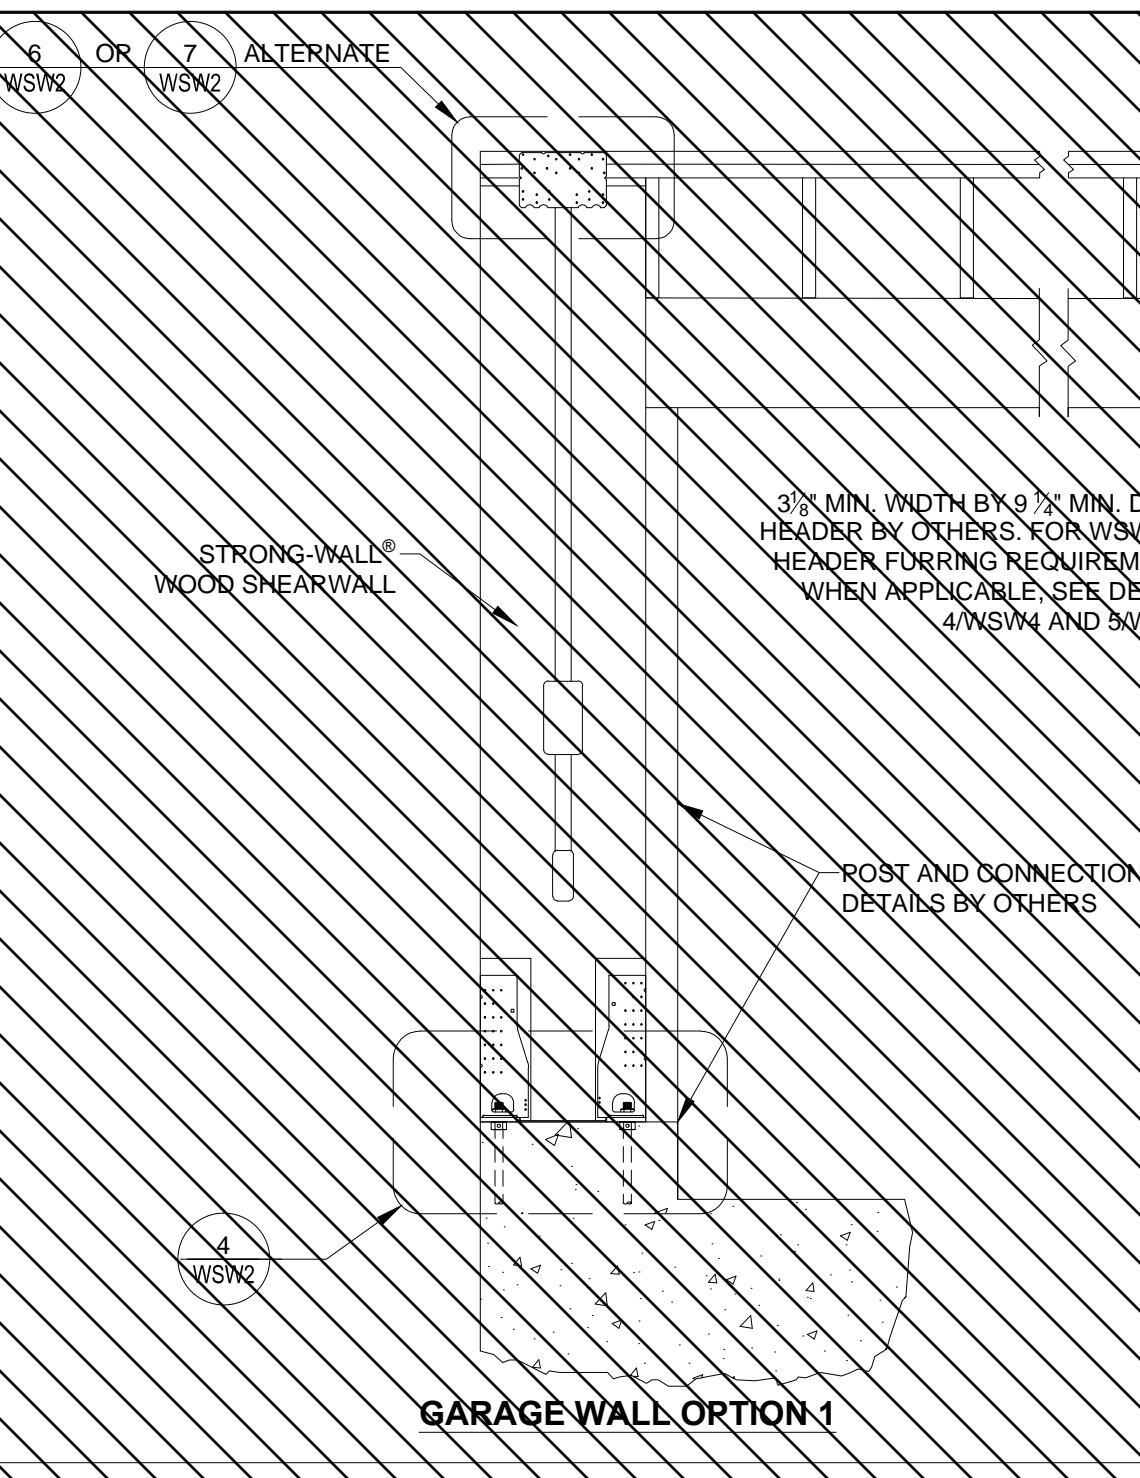 6
WSW2
OR
7
WSW2
ALTERNATE
3⅛" MIN. WIDTH BY 9 ¼" MIN.
HEADER BY OTHERS. FOR
HEADER FURRING
WHEN APPLICABLE, SEE
4/WSW4 AND
STRONG-WALL®
WOOD SHEARWALL
POST AND CONNECTION
DETAILS BY OTHERS
4
WSW2
GARAGE WALL OPTION 1